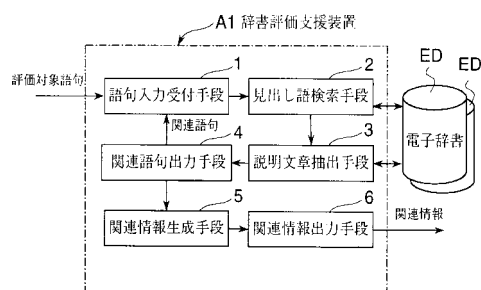 A1 辞書評価支援装置
評価対象語句
1
語句入力受付手段
2
見出し語検索手段
ED
ED
電子辞書
関連語句
4
関連語句出力手段
3
説明文章抽出手段
5
関連情報生成手段
6
関連情報出力手段
関連情報